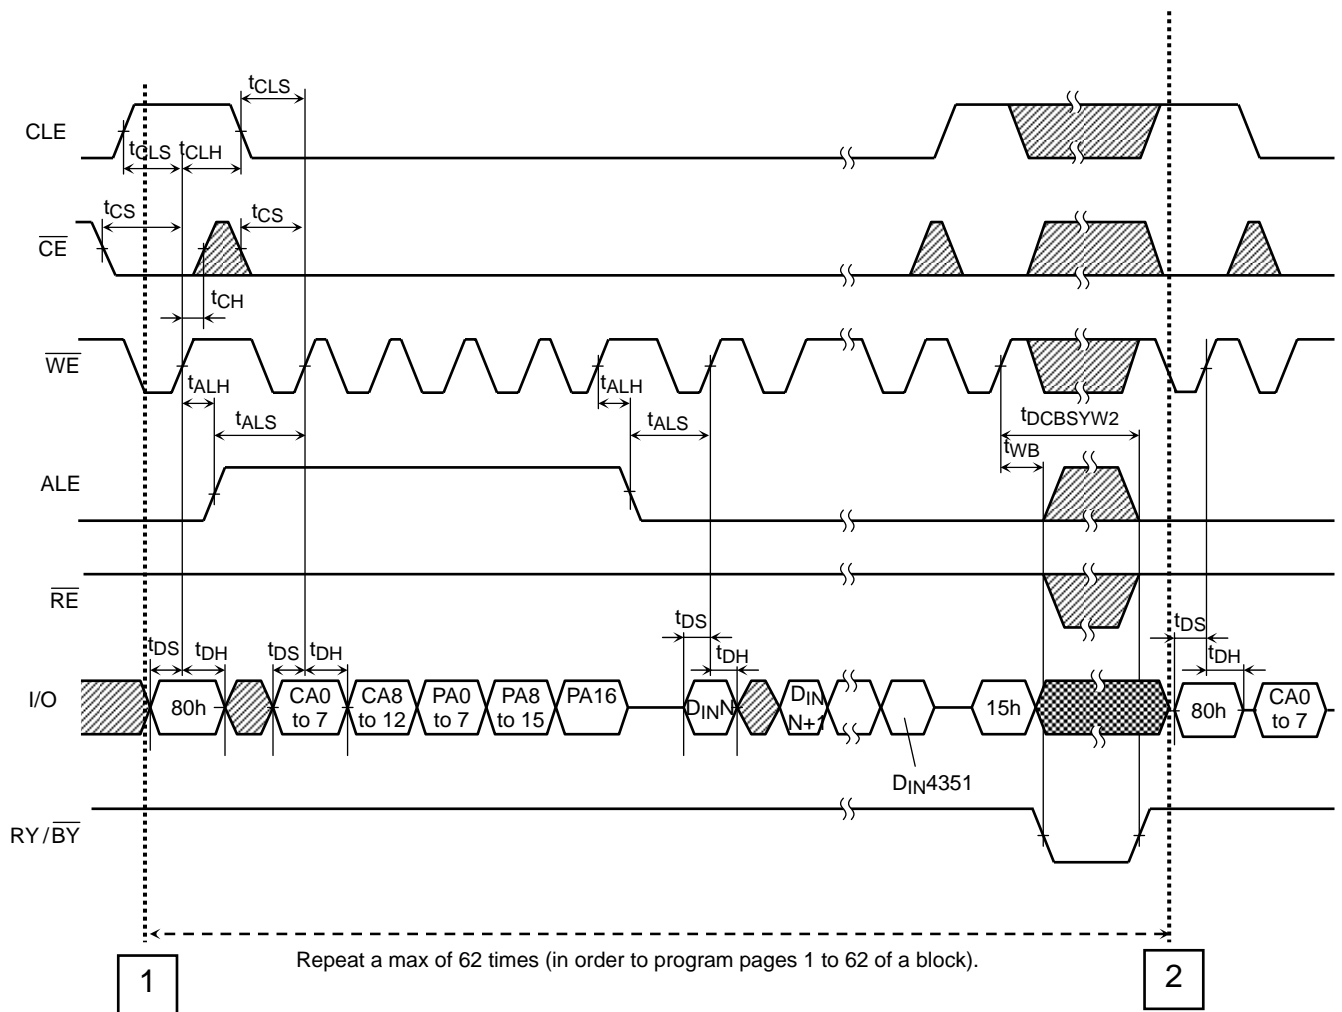 tCLS
CLE
tCLS tCLH
tCS tCS
CE
tCH
WE
tALH tALH
tALS tALS tDCBSYW2
tWB
ALE
RE
tDS tDH tDS tDH tDS tDH tDS tDH
I/O
80h
CA0 to 7
CA8 to 12
PA0 to 7
PA8 to 15
PA16
DINN
DIN N+1
15h
80h
CA0 to 7
DIN4351
RY/BY
Repeat a max of 62 times (in order to program pages 1 to 62 of a block).
1
2